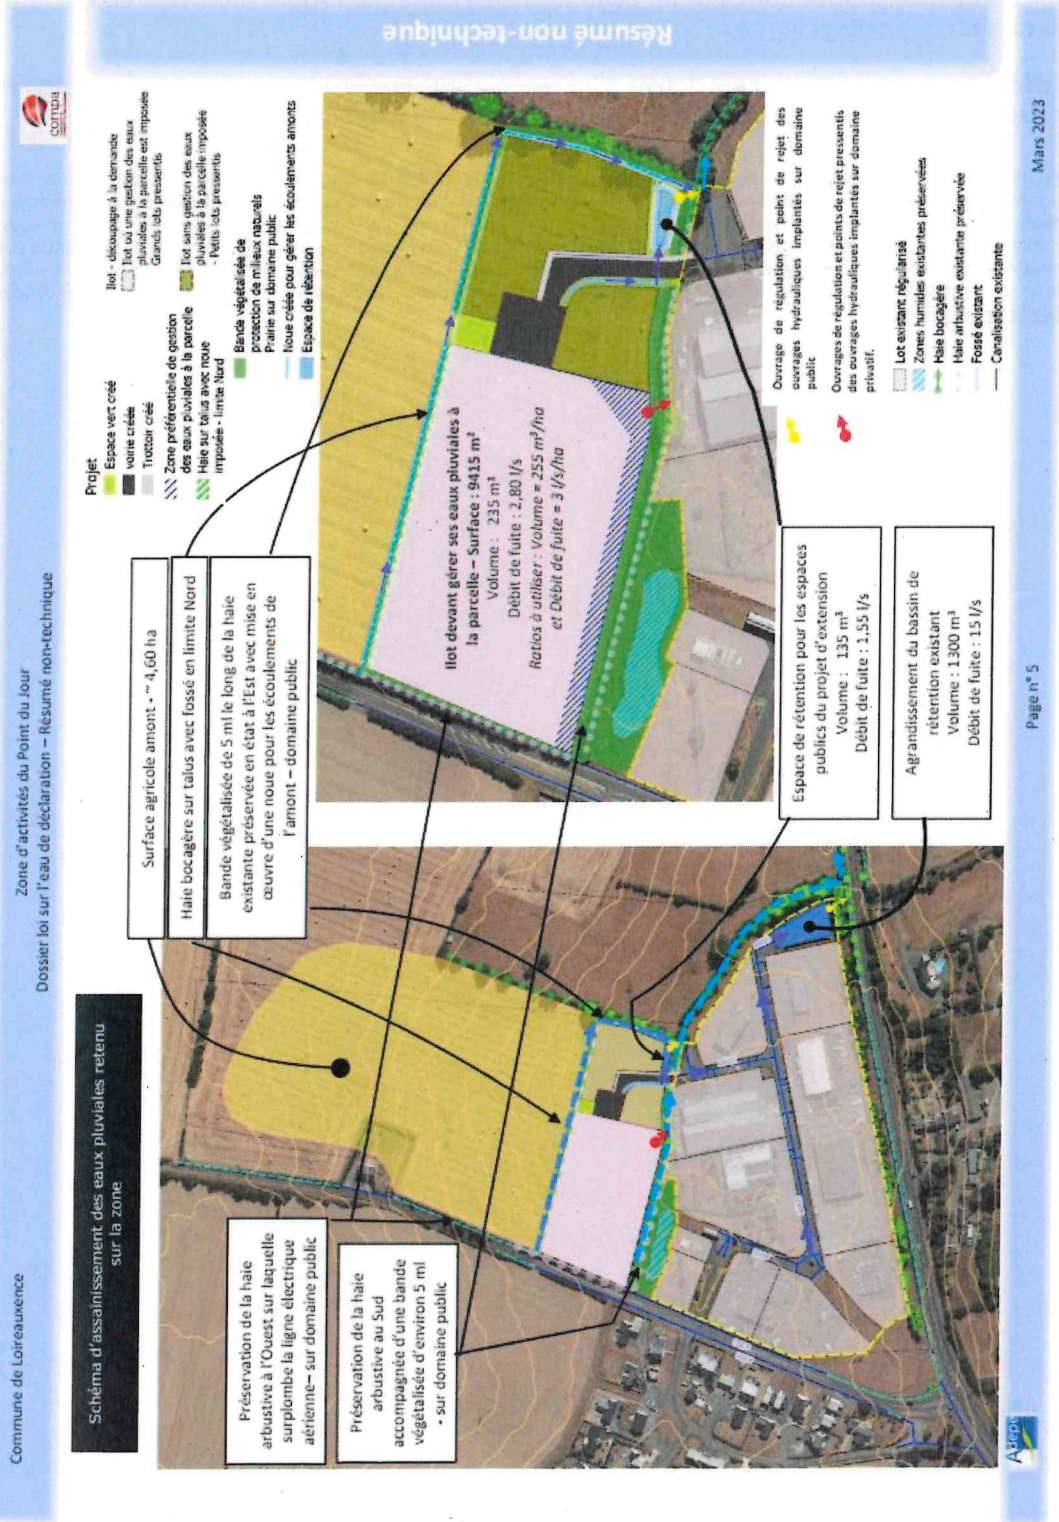 Commune de Loireauxence
Zone d'activités du Point du Jour
Dossier loi sur l'eau de déclaration – Résumé non-technique
compa
Résumé non-technique
Schéma d'assainissement des eaux pluviales retenu
sur la zone
Surface agricole amont - ~ 4,60 ha
Haie bocagère sur talus avec fossé en limite Nord
Bande végétalisée de 5 ml le long de la haie
existante préservée en état à l'Est avec mise en
œuvre d'une noue pour les écoulements de
l'amont – domaine public
Projet
Espace vert créé
voirie créée
Trottoir créé
Zone préférentielle de gestion
des eaux pluviales à la parcelle
Haie sur talus avec noue
imposée - limite Nord
Ilot - découpage à la demande
Ilot où une gestion des eaux
pluviales à la parcelle est imposée
Grands lots pressentis
Ilot sans gestion des eaux
pluviales à la parcelle imposée
- Petits lots pressentis
Bande végétalisée de
protection de milieux naturels
Prairie sur domaine public
Noue créée pour gérer les écoulements amonts
Espace de rétention
Préservation de la haie
arbustive à l'Ouest sur laquelle
surplombe la ligne électrique
aérienne– sur domaine public
Préservation de la haie
arbustive au Sud
accompagnée d'une bande
végétalisée d'environ 5 ml
- sur domaine public
Ilot devant gérer ses eaux pluviales à
la parcelle – Surface : 9415 m²
Volume : 235 m³
Débit de fuite : 2,80 l/s
Ratios à utiliser : Volume = 255 m³/ha
et Débit de fuite = 3 l/s/ha
Espace de rétention pour les espaces
publics du projet d'extension
Volume : 135 m³
Débit de fuite : 1,55 l/s
Agrandissement du bassin de
rétention existant
Volume : 1300 m³
Débit de fuite : 15 l/s
Ouvrage de régulation et point de rejet des
ouvrages hydrauliques implantés sur domaine
public
Ouvrages de régulation et points de rejet pressentis
des ouvrages hydrauliques implantés sur domaine
privatif.
Lot existant régularisé
Zones humides existantes préservées
Haie bocagère
Haie arbustive existante préservée
Fossé existant
Canalisation existante
Page n° 5
Mars 2023